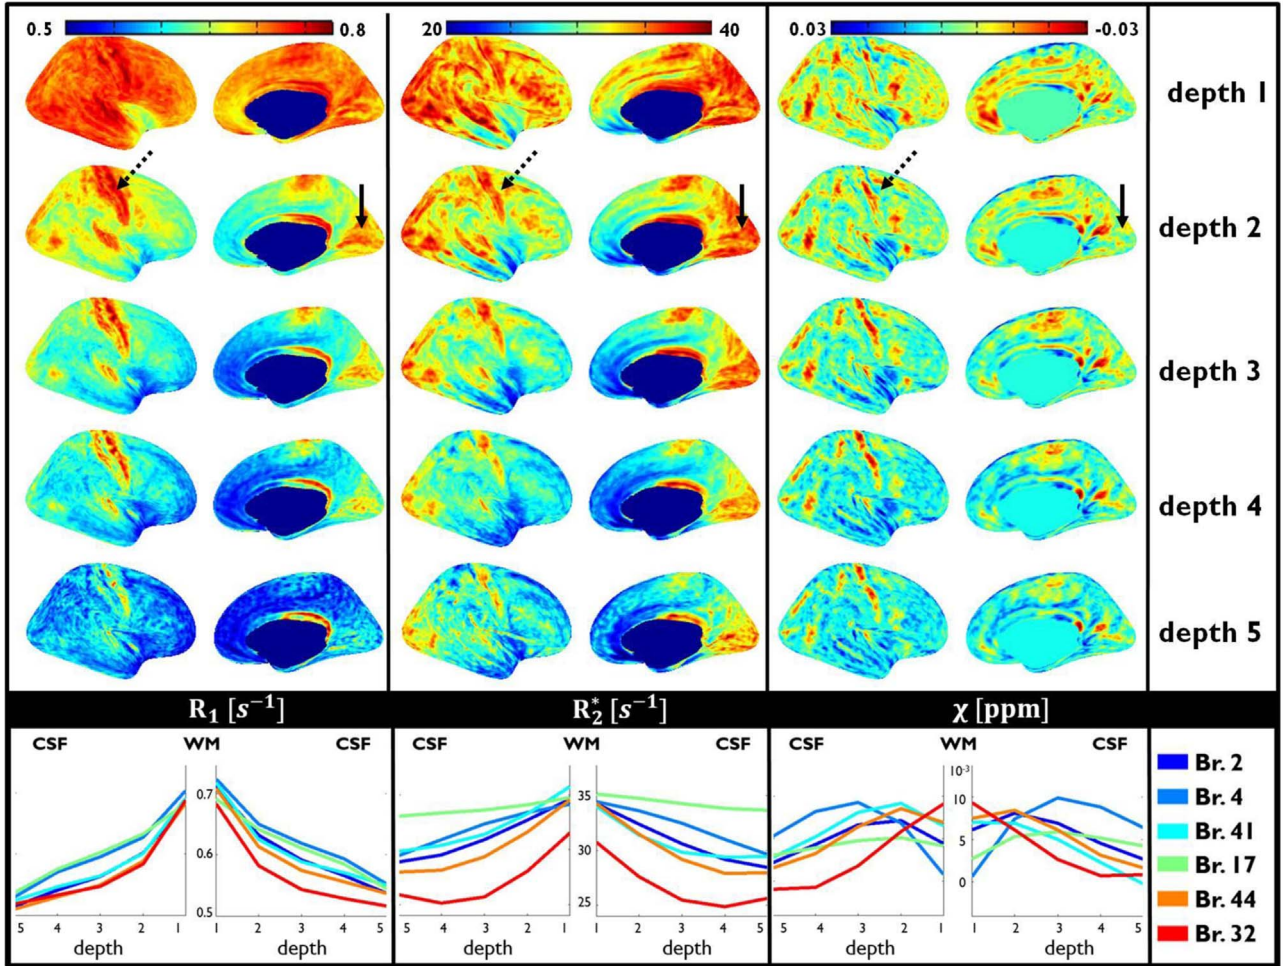 0.5 0.8 20 40 0.03 -0.03
depth 1
depth 2
depth 3
depth 4
depth 5
R₁ [s⁻¹] R₂* [s⁻¹] χ [ppm]
CSF WM CSF CSF WM CSF CSF WM CSF
0.7
0.6
0.5
5 4 3 2 1 1 2 3 4 5
depth depth
35
30
25
5 4 3 2 1 1 2 3 4 5
depth depth
10⁻³
10
5
0
5 4 3 2 1 1 2 3 4 5
depth depth
Br. 2
Br. 4
Br. 41
Br. 17
Br. 44
Br. 32